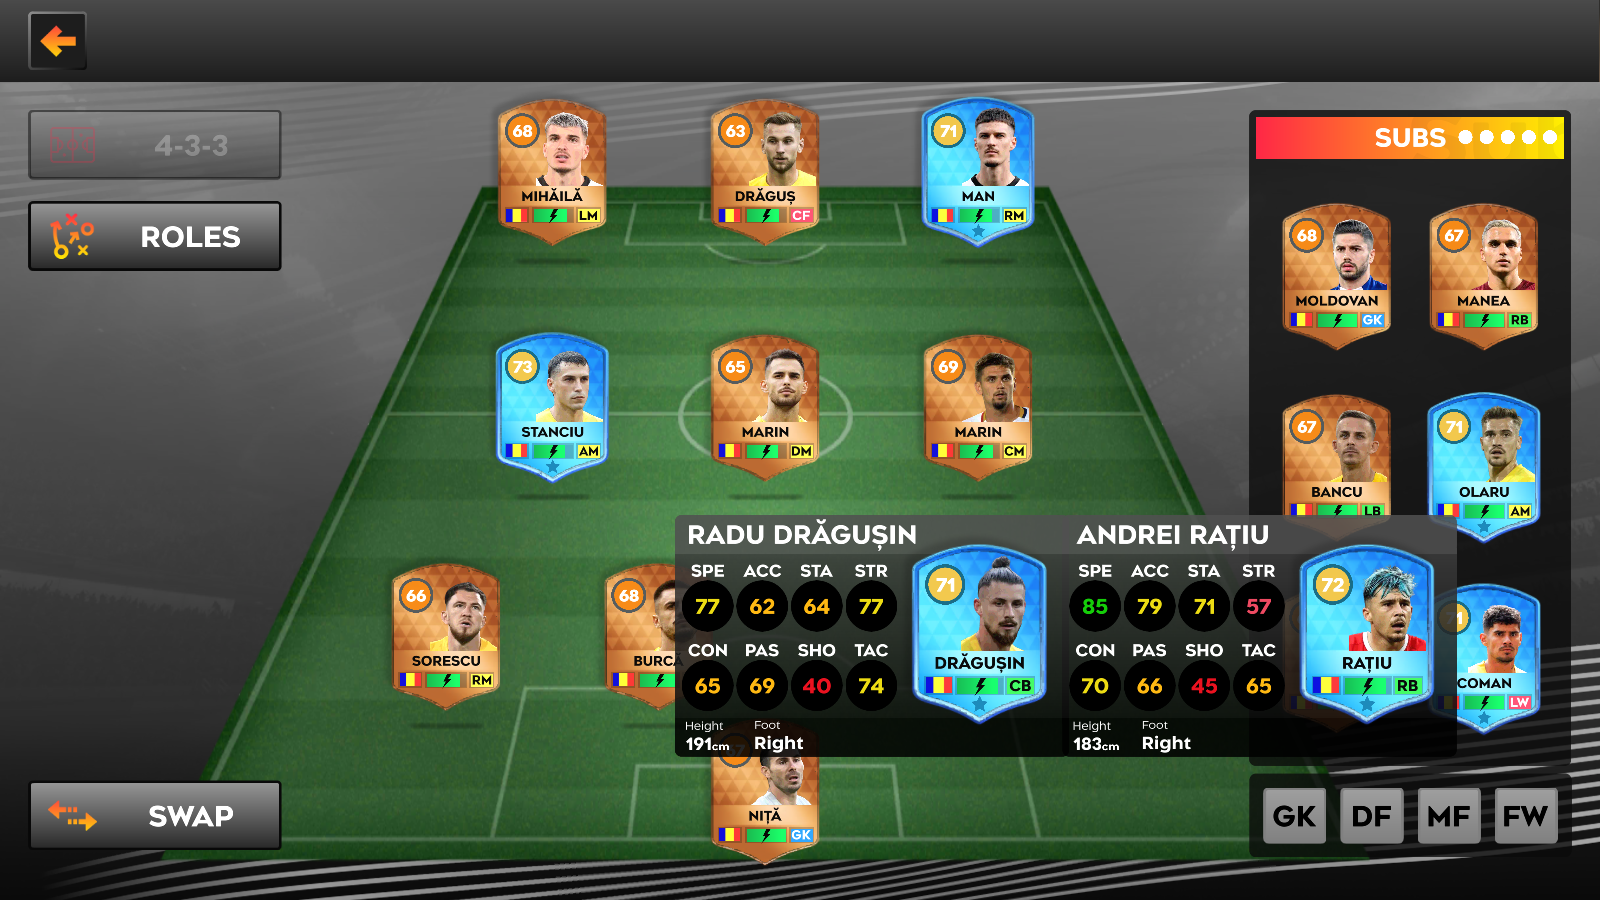 4-3-3
ROLES
SWAP
68
MIHĂILĂ
LM
63
DRĂGUȘ
CF
71
MAN
RM
73
STANCIU
AM
65
MARIN
DM
69
MARIN
CM
66
SORESCU
RM
68
BURCĂ
NIȚĂ
GK
SUBS
68
MOLDOVAN
GK
67
MANEA
RB
67
BANCU
LB
71
OLARU
AM
COMAN
LW
RADU DRĂGUȘIN
SPE ACC STA STR
77 62 64 77
CON PAS SHO TAC
65 69 40 74
Height Foot
191cm Right
71
DRĂGUȘIN
CB
ANDREI RAȚIU
SPE ACC STA STR
85 79 71 57
CON PAS SHO TAC
70 66 45 65
Height Foot
183cm Right
72
RAȚIU
RB
GK DF MF FW